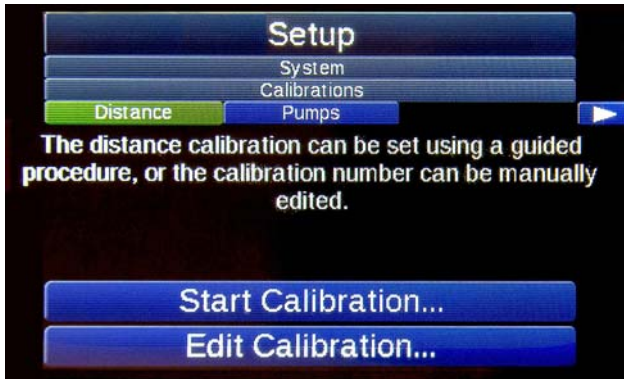 Setup
System
Calibrations
Distance Pumps
The distance calibration can be set using a guided
procedure, or the calibration number can be manually
edited.
Start Calibration...
Edit Calibration...